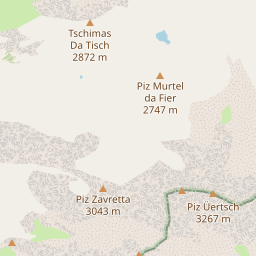 Tschimas
Da Tisch
2872 m
Piz Murtel
da Fier
2747 m
Piz Zavretta
3043 m
Piz Üertsch
3267 m